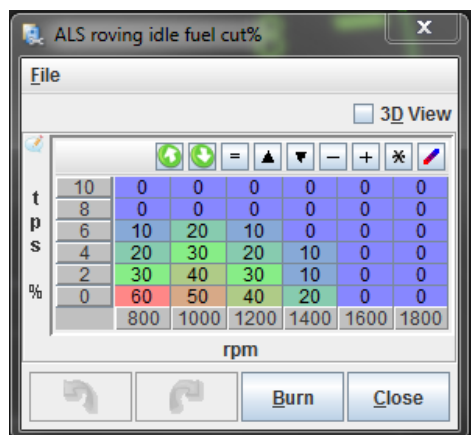 ALS roving idle fuel cut%
x
File
3D View
= - + *
10 0 0 0 0 0 0
8 0 0 0 0 0 0
6 10 20 10 0 0 0
4 20 30 20 10 0 0
2 30 40 30 10 0 0
0 60 50 40 20 0 0
800 1000 1200 1400 1600 1800
tps %
rpm
Burn Close